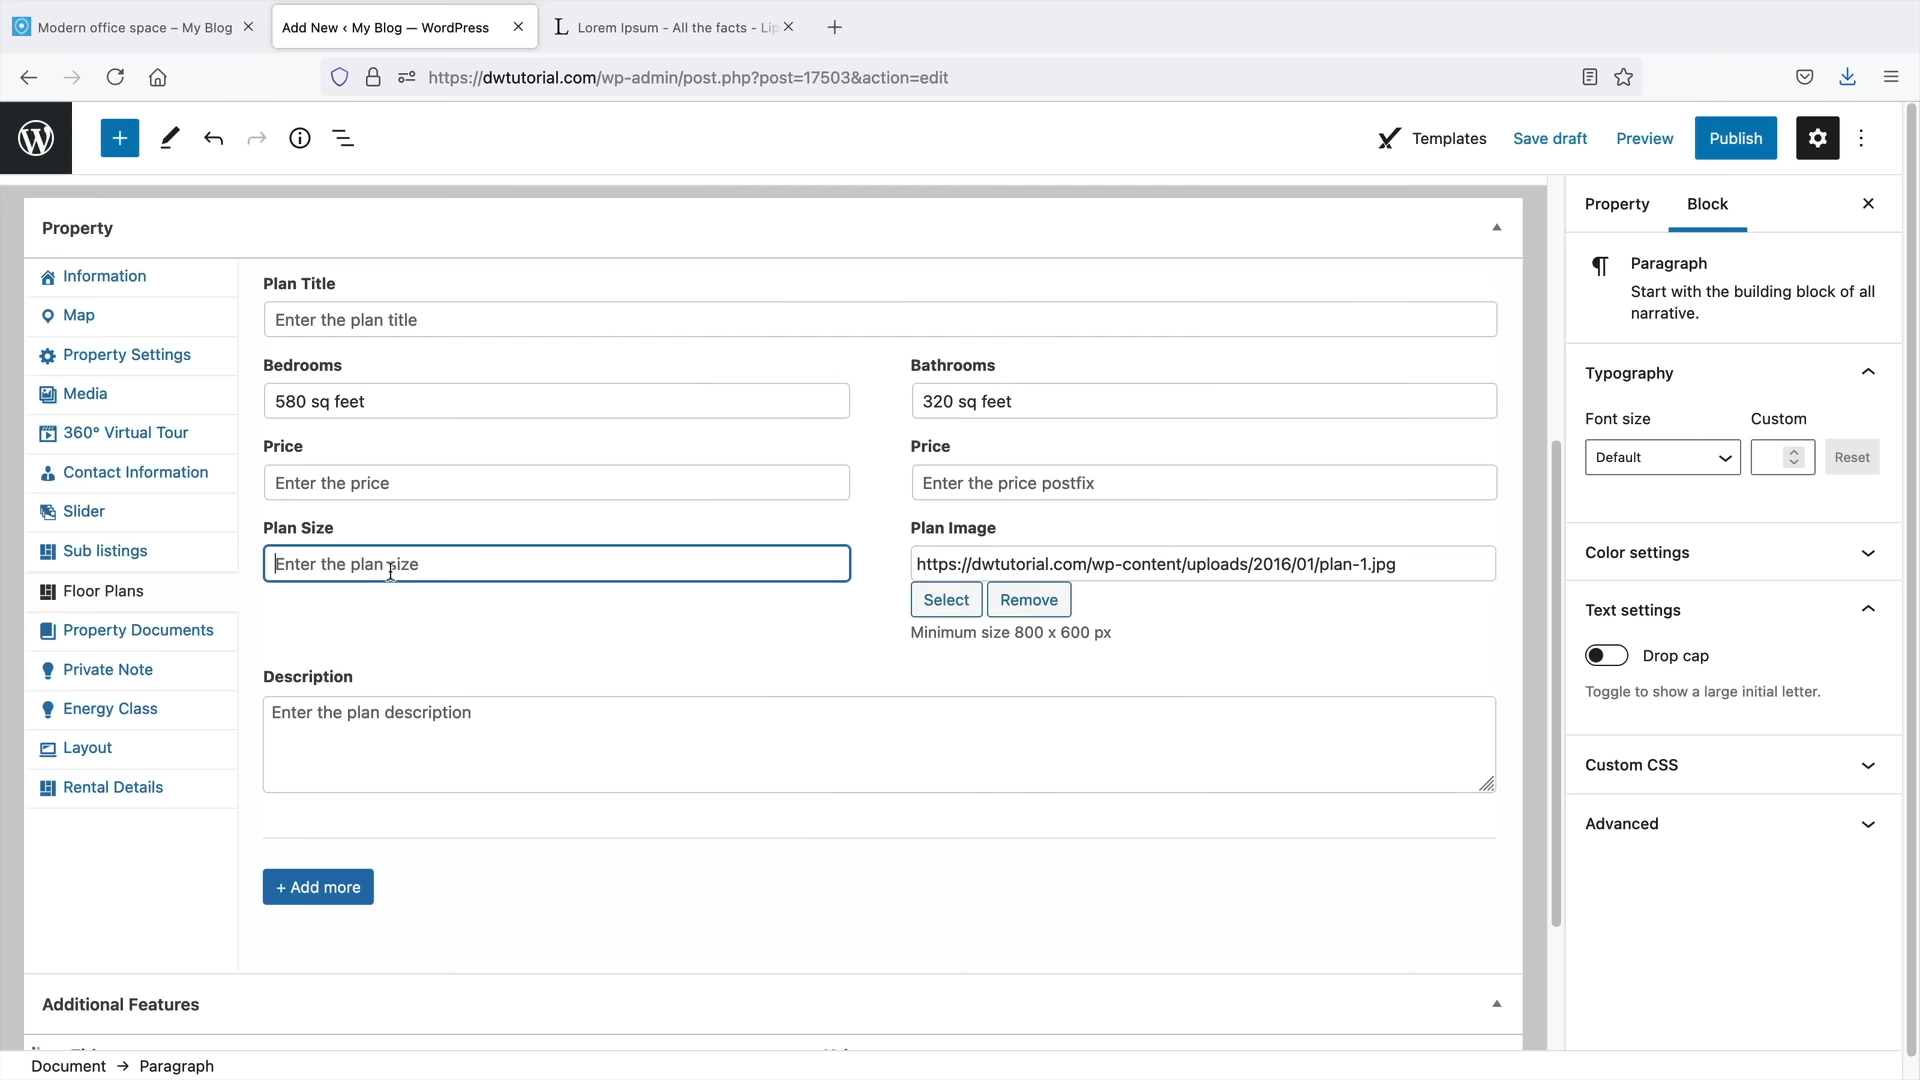 Modern office space – My Blog
Add New ‹ My Blog — WordPress
Lorem Ipsum - All the facts - Lip
https://dwtutorial.com/wp-admin/post.php?post=17503&action=edit
Templates
Save draft
Preview
Publish
Property
Information
Map
Property Settings
Media
360° Virtual Tour
Contact Information
Slider
Sub listings
Floor Plans
Property Documents
Private Note
Energy Class
Layout
Rental Details
Plan Title
Enter the plan title
Bedrooms
Bathrooms
580 sq feet
320 sq feet
Price
Price
Enter the price
Enter the price postfix
Plan Size
Plan Image
Enter the plan size
https://dwtutorial.com/wp-content/uploads/2016/01/plan-1.jpg
Select
Remove
Minimum size 800 x 600 px
Description
Enter the plan description
+ Add more
Additional Features
Document → Paragraph
Property
Block
Paragraph
Start with the building block of all
narrative.
Typography
Font size
Custom
Default
Reset
Color settings
Text settings
Drop cap
Toggle to show a large initial letter.
Custom CSS
Advanced